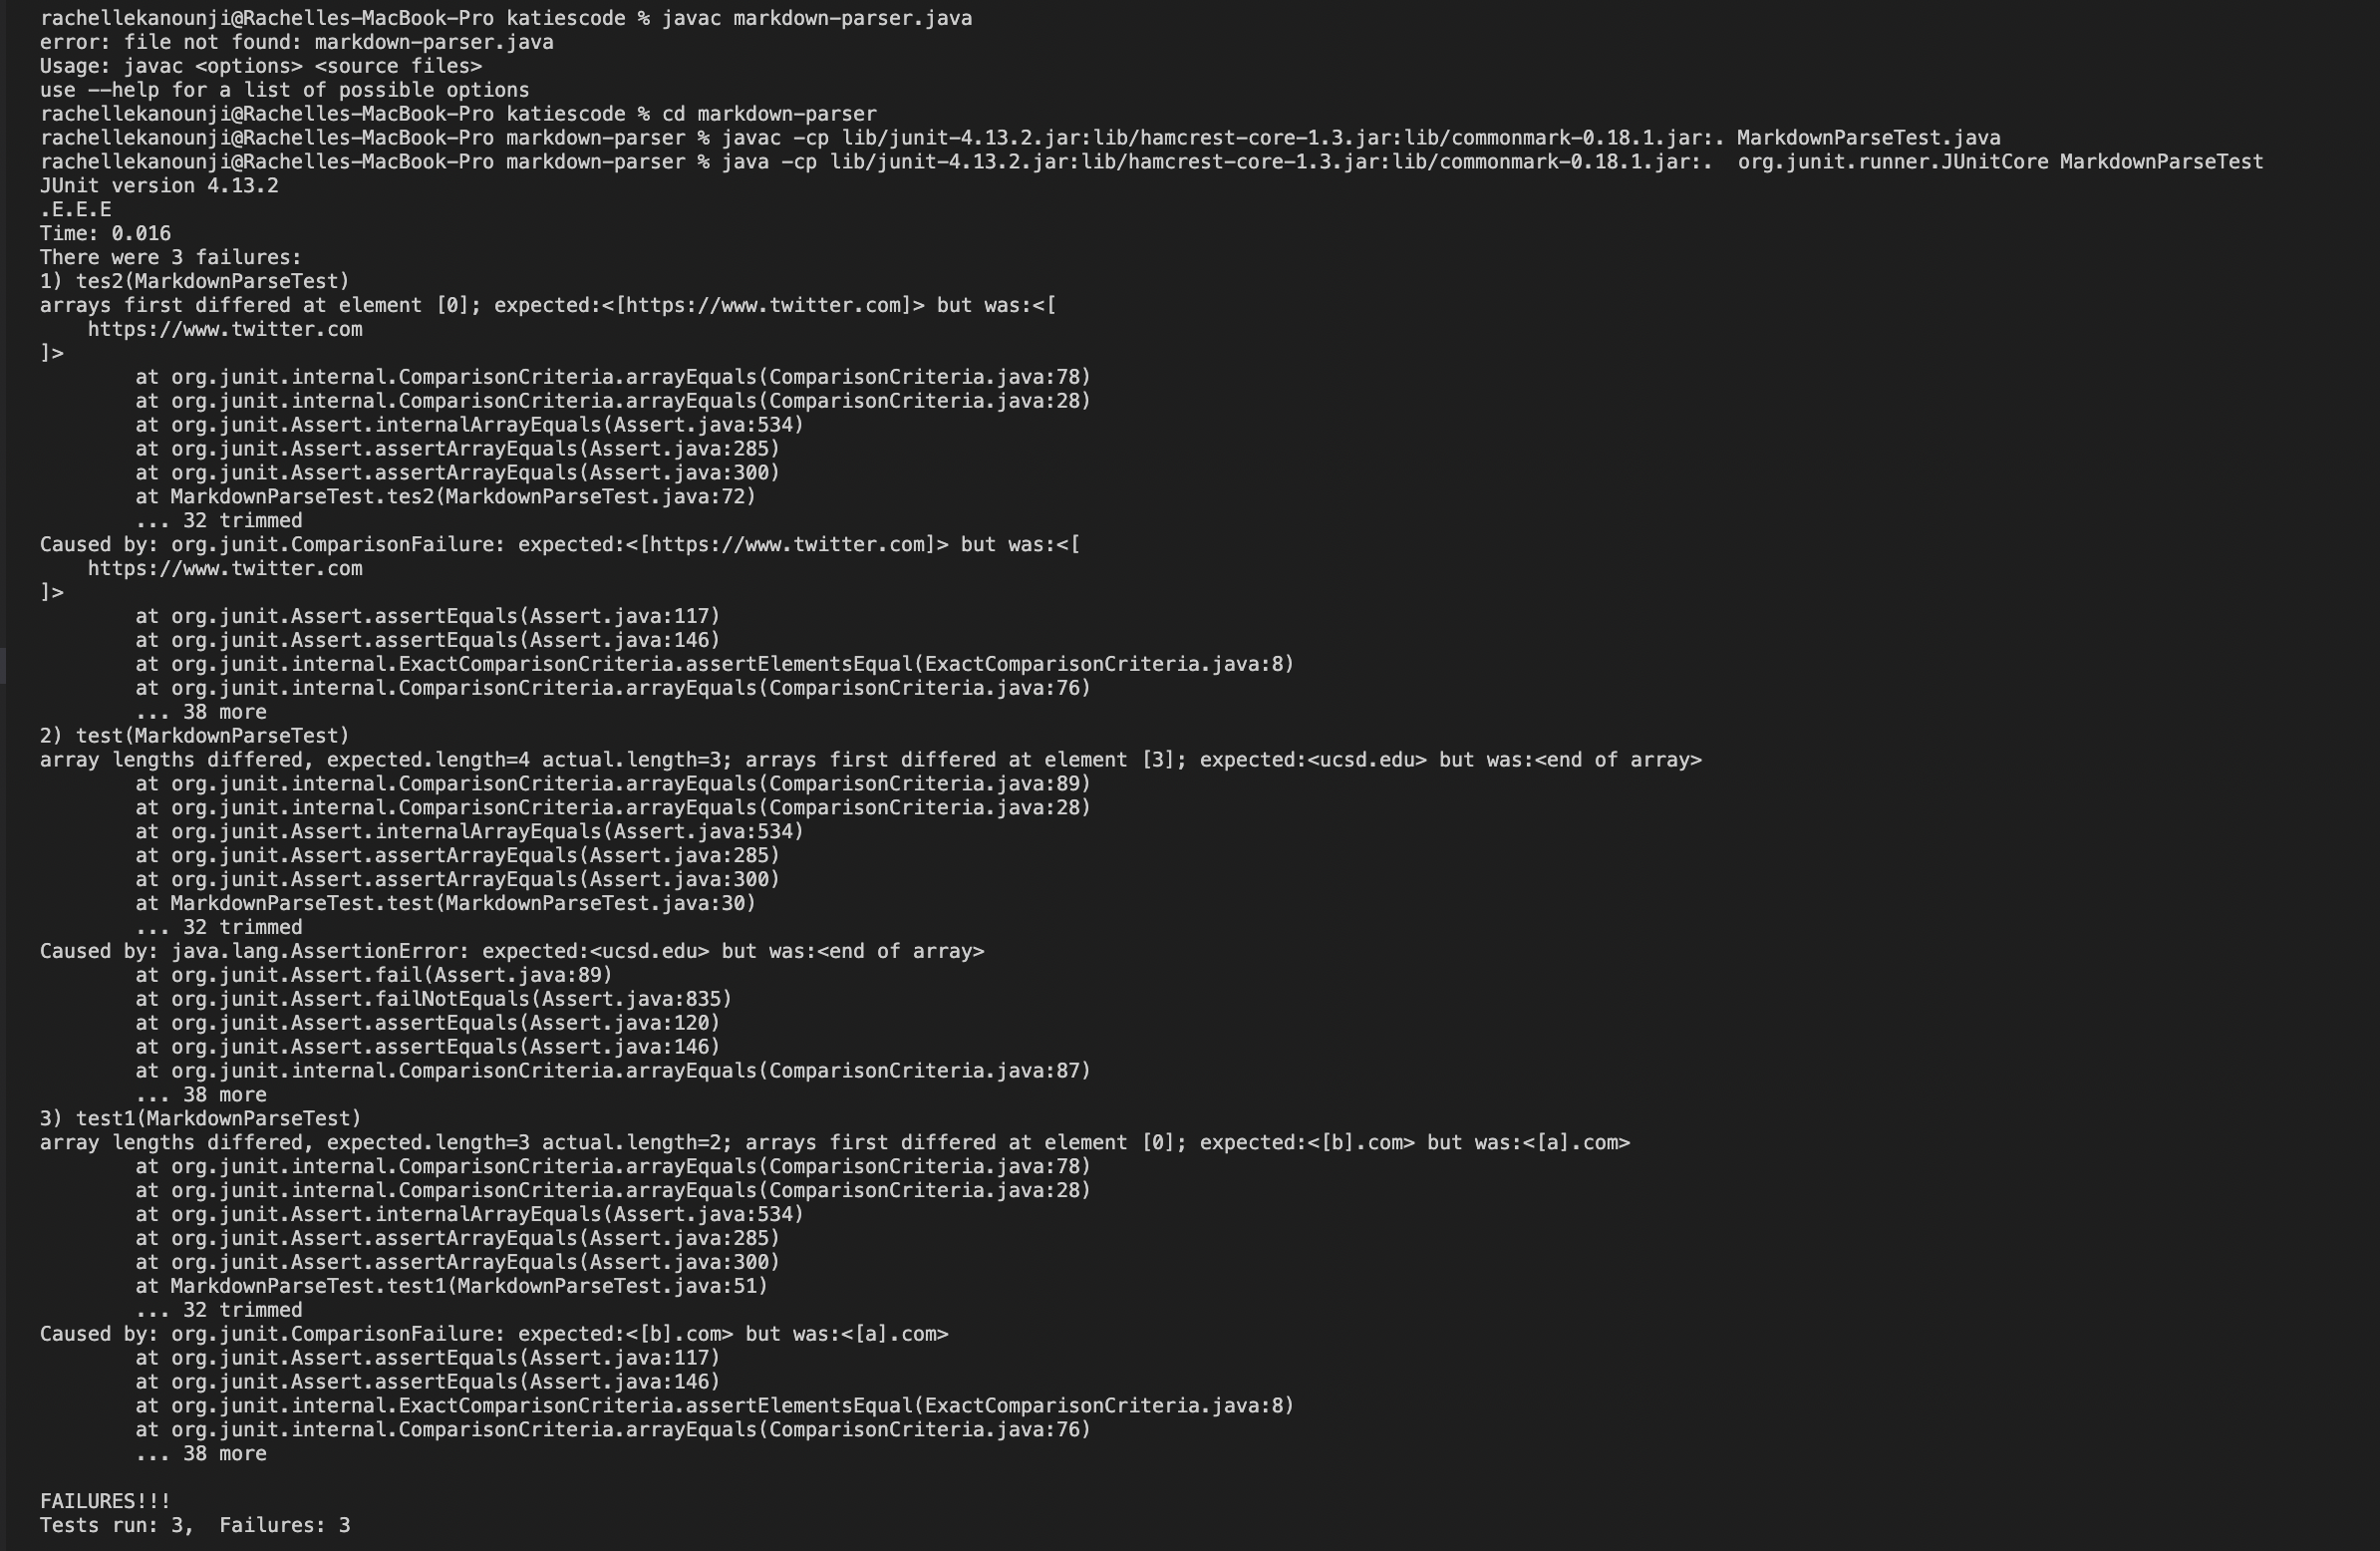 rachellekanounji@Rachelles-MacBook-Pro katiescode % javac markdown-parser.java
error: file not found: markdown-parser.java
Usage: javac <options> <source files>
use --help for a list of possible options
rachellekanounji@Rachelles-MacBook-Pro katiescode % cd markdown-parser
rachellekanounji@Rachelles-MacBook-Pro markdown-parser % javac -cp lib/junit-4.13.2.jar:lib/hamcrest-core-1.3.jar:lib/commonmark-0.18.1.jar:. MarkdownParseTest.java
rachellekanounji@Rachelles-MacBook-Pro markdown-parser % java -cp lib/junit-4.13.2.jar:lib/hamcrest-core-1.3.jar:lib/commonmark-0.18.1.jar:.  org.junit.runner.JUnitCore MarkdownParseTest
JUnit version 4.13.2
.E.E.E
Time: 0.016
There were 3 failures:
1) tes2(MarkdownParseTest)
arrays first differed at element [0]; expected:<[https://www.twitter.com]> but was:<[
    https://www.twitter.com
]>
        at org.junit.internal.ComparisonCriteria.arrayEquals(ComparisonCriteria.java:78)
        at org.junit.internal.ComparisonCriteria.arrayEquals(ComparisonCriteria.java:28)
        at org.junit.Assert.internalArrayEquals(Assert.java:534)
        at org.junit.Assert.assertArrayEquals(Assert.java:285)
        at org.junit.Assert.assertArrayEquals(Assert.java:300)
        at MarkdownParseTest.tes2(MarkdownParseTest.java:72)
        ... 32 trimmed
Caused by: org.junit.ComparisonFailure: expected:<[https://www.twitter.com]> but was:<[
    https://www.twitter.com
]>
        at org.junit.Assert.assertEquals(Assert.java:117)
        at org.junit.Assert.assertEquals(Assert.java:146)
        at org.junit.internal.ExactComparisonCriteria.assertElementsEqual(ExactComparisonCriteria.java:8)
        at org.junit.internal.ComparisonCriteria.arrayEquals(ComparisonCriteria.java:76)
        ... 38 more
2) test(MarkdownParseTest)
array lengths differed, expected.length=4 actual.length=3; arrays first differed at element [3]; expected:<ucsd.edu> but was:<end of array>
        at org.junit.internal.ComparisonCriteria.arrayEquals(ComparisonCriteria.java:89)
        at org.junit.internal.ComparisonCriteria.arrayEquals(ComparisonCriteria.java:28)
        at org.junit.Assert.internalArrayEquals(Assert.java:534)
        at org.junit.Assert.assertArrayEquals(Assert.java:285)
        at org.junit.Assert.assertArrayEquals(Assert.java:300)
        at MarkdownParseTest.test(MarkdownParseTest.java:30)
        ... 32 trimmed
Caused by: java.lang.AssertionError: expected:<ucsd.edu> but was:<end of array>
        at org.junit.Assert.fail(Assert.java:89)
        at org.junit.Assert.failNotEquals(Assert.java:835)
        at org.junit.Assert.assertEquals(Assert.java:120)
        at org.junit.Assert.assertEquals(Assert.java:146)
        at org.junit.internal.ComparisonCriteria.arrayEquals(ComparisonCriteria.java:87)
        ... 38 more
3) test1(MarkdownParseTest)
array lengths differed, expected.length=3 actual.length=2; arrays first differed at element [0]; expected:<[b].com> but was:<[a].com>
        at org.junit.internal.ComparisonCriteria.arrayEquals(ComparisonCriteria.java:78)
        at org.junit.internal.ComparisonCriteria.arrayEquals(ComparisonCriteria.java:28)
        at org.junit.Assert.internalArrayEquals(Assert.java:534)
        at org.junit.Assert.assertArrayEquals(Assert.java:285)
        at org.junit.Assert.assertArrayEquals(Assert.java:300)
        at MarkdownParseTest.test1(MarkdownParseTest.java:51)
        ... 32 trimmed
Caused by: org.junit.ComparisonFailure: expected:<[b].com> but was:<[a].com>
        at org.junit.Assert.assertEquals(Assert.java:117)
        at org.junit.Assert.assertEquals(Assert.java:146)
        at org.junit.internal.ExactComparisonCriteria.assertElementsEqual(ExactComparisonCriteria.java:8)
        at org.junit.internal.ComparisonCriteria.arrayEquals(ComparisonCriteria.java:76)
        ... 38 more

FAILURES!!!
Tests run: 3,  Failures: 3